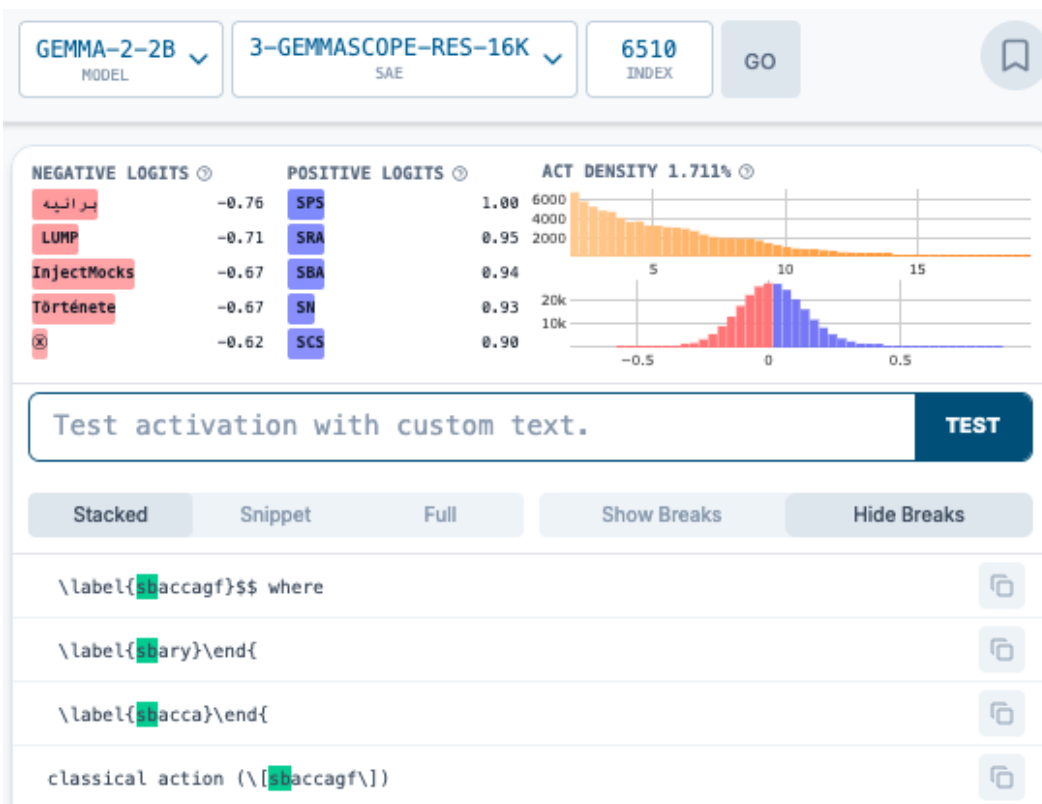 GEMMA-2-2B
MODEL
3-GEMMASCOPE-RES-16K
SAE
6510
INDEX
GO
NEGATIVE LOGITS
برانيه -0.76
LUMP -0.71
InjectMocks -0.67
Története -0.67
ⓧ -0.62
POSITIVE LOGITS
SPS 1.00
SRA 0.95
SBA 0.94
SN 0.93
SCS 0.90
ACT DENSITY 1.711%
6000
4000
2000
5 10 15
20k
10k
-0.5 0 0.5
Test activation with custom text.
TEST
Stacked Snippet Full Show Breaks Hide Breaks
\label{sbaccagf}$$ where
\label{sbary}\end{
\label{sbacca}\end{
classical action (\[sbaccagf\])